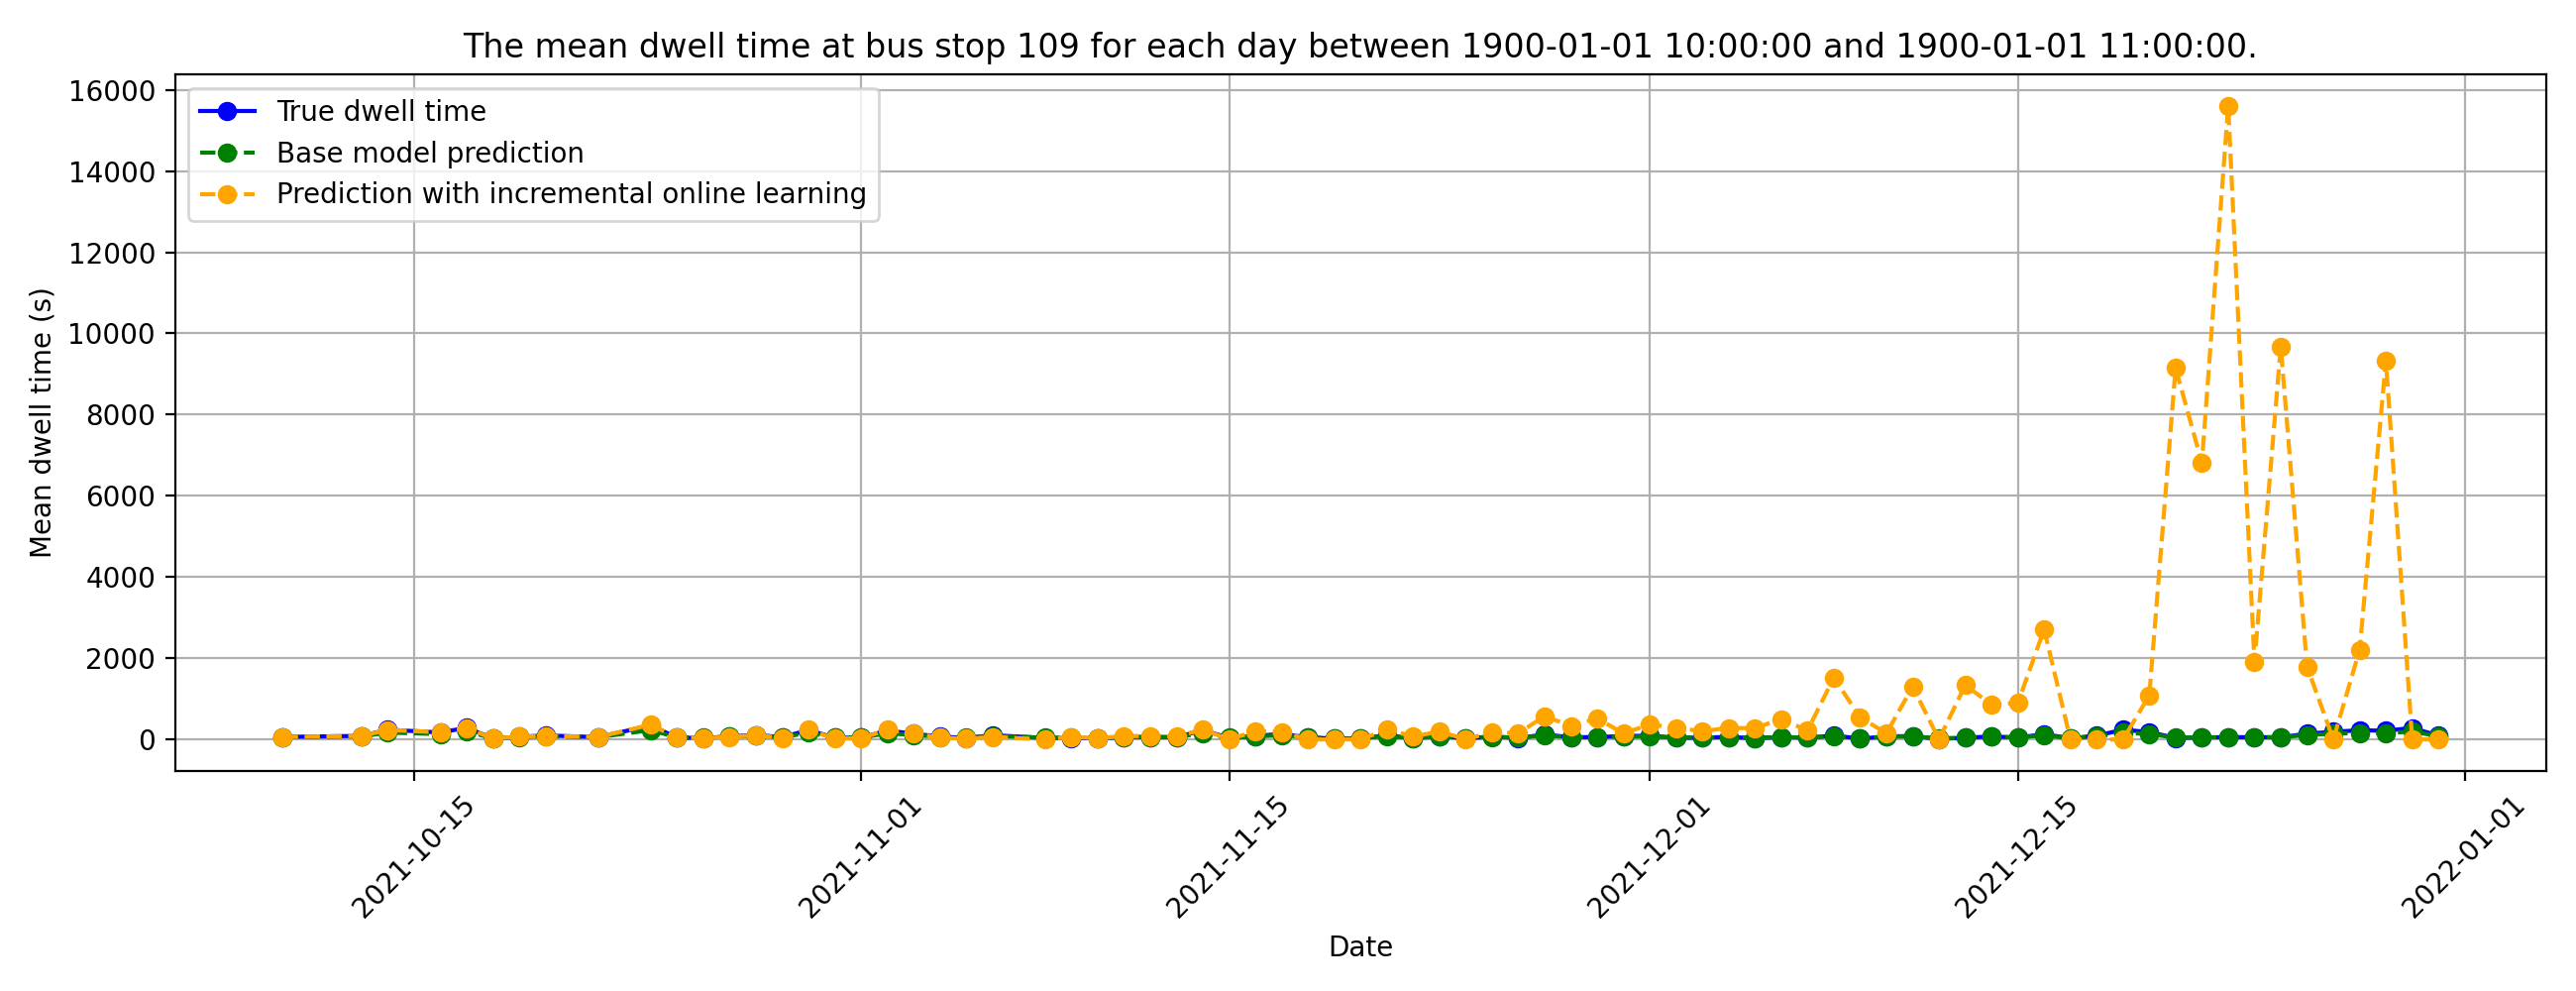 The mean dwell time at bus stop 109 for each day between 1900-01-01 10:00:00 and 1900-01-01 11:00:00.
True dwell time
Base model prediction
Prediction with incremental online learning
Mean dwell time (s)
16000
14000
12000
10000
8000
6000
4000
2000
0
2021-10-15
2021-11-01
2021-11-15
2021-12-01
2021-12-15
2022-01-01
Date